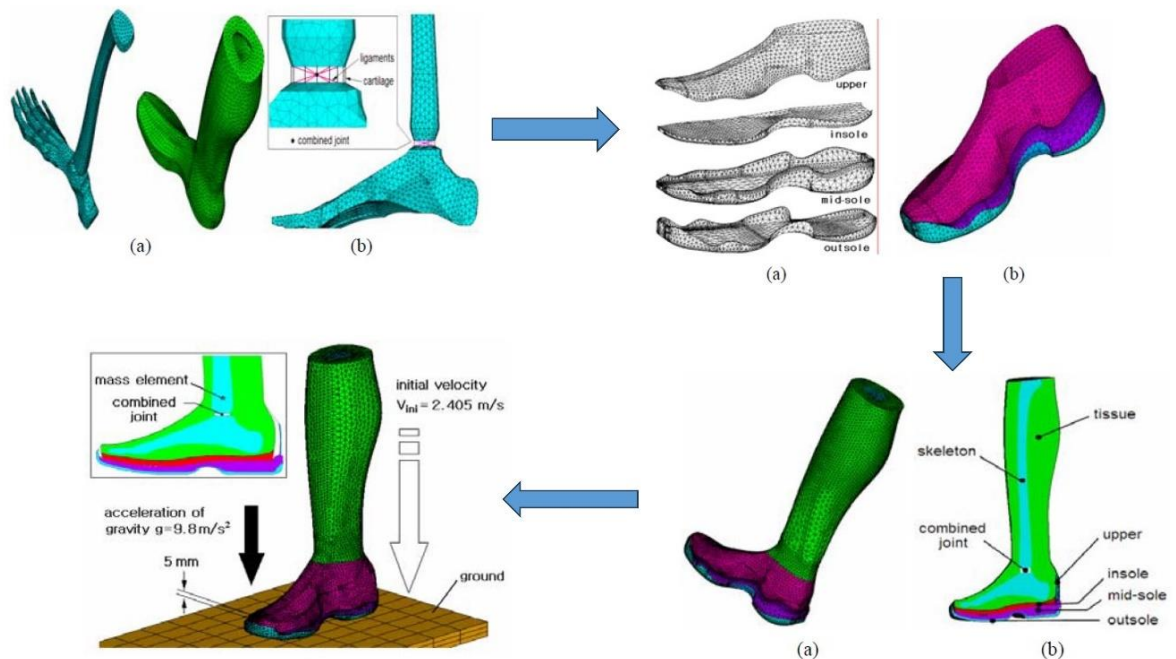 ligaments
cartilage
combined joint
(a)
(b)
upper
insole
mid-sole
outsole
(a)
(b)
mass element
combined
joint
initial velocity
Vini = 2.405 m/s
acceleration of
gravity g=9.8m/s²
5 mm
ground
tissue
skeleton
combined
joint
upper
insole
mid-sole
outsole
(a)
(b)